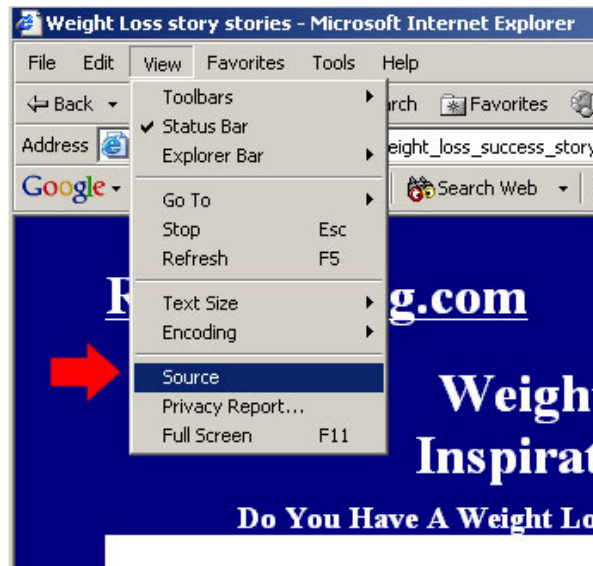 Weight Loss story stories - Microsoft Internet Explorer
File Edit View Favorites Tools Help
Back Favorites
Toolbars
Status Bar
Explorer Bar
Address eight_loss_success_story
Google Search Web
Go To
Stop Esc
Refresh F5
Text Size
Encoding
g.com
Source
Privacy Report...
Full Screen F11
Weigh
Inspirat
Do You Have A Weight Lo